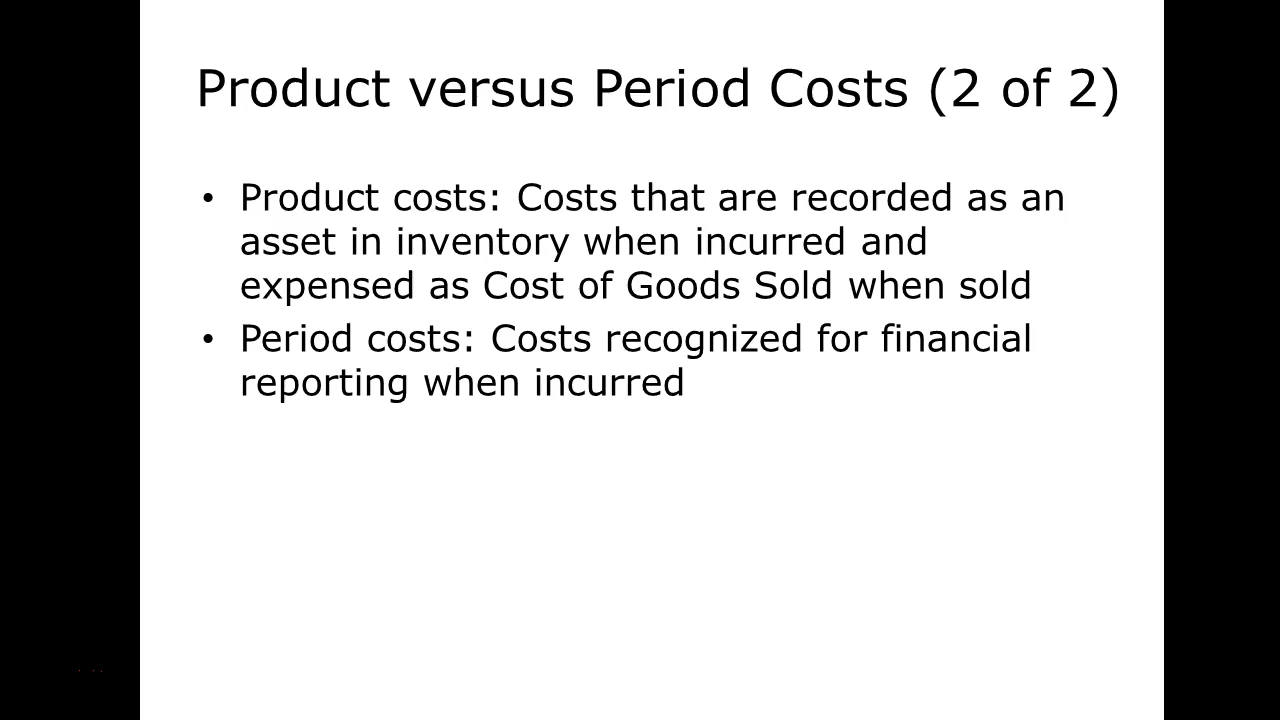 Product versus Period Costs (2 of 2)
• Product costs: Costs that are recorded as an
asset in inventory when incurred and
expensed as Cost of Goods Sold when sold
• Period costs: Costs recognized for financial
reporting when incurred